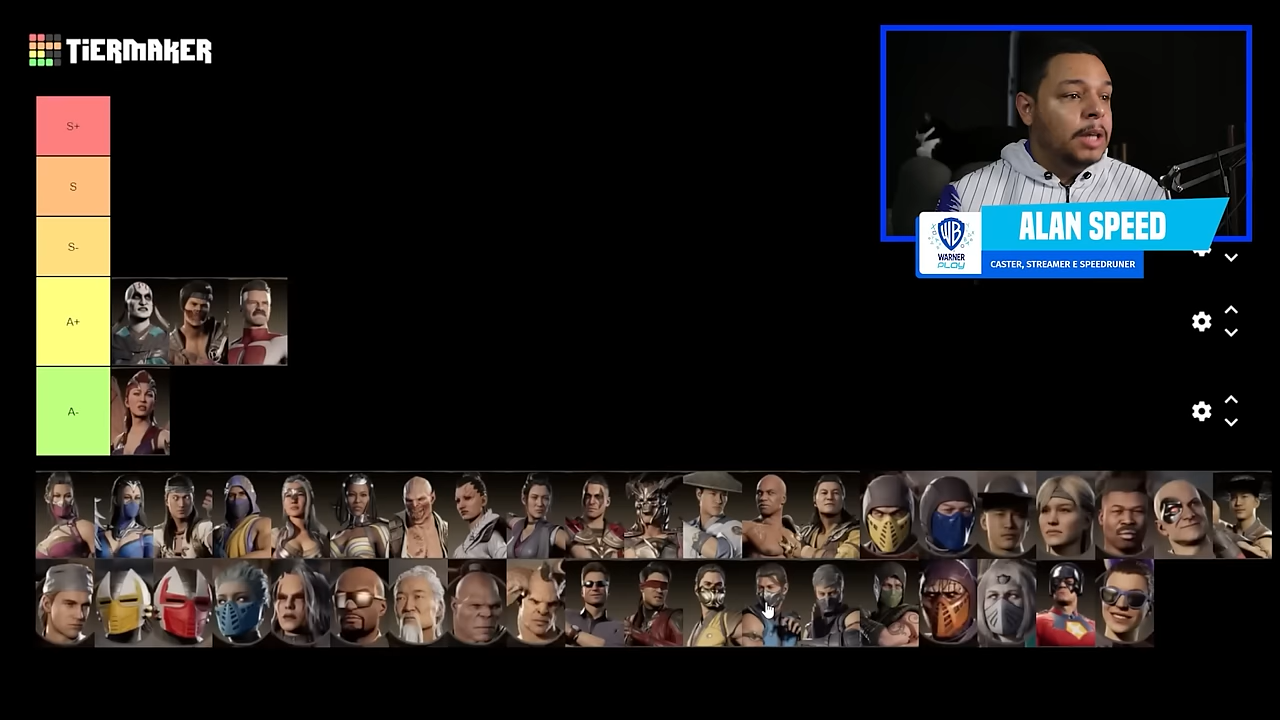 TiERMAKER
S+
S
S-
A+
A-
ALAN SPEED
WB
WARNER
PLAY
CASTER, STREAMER E SPEEDRUNER